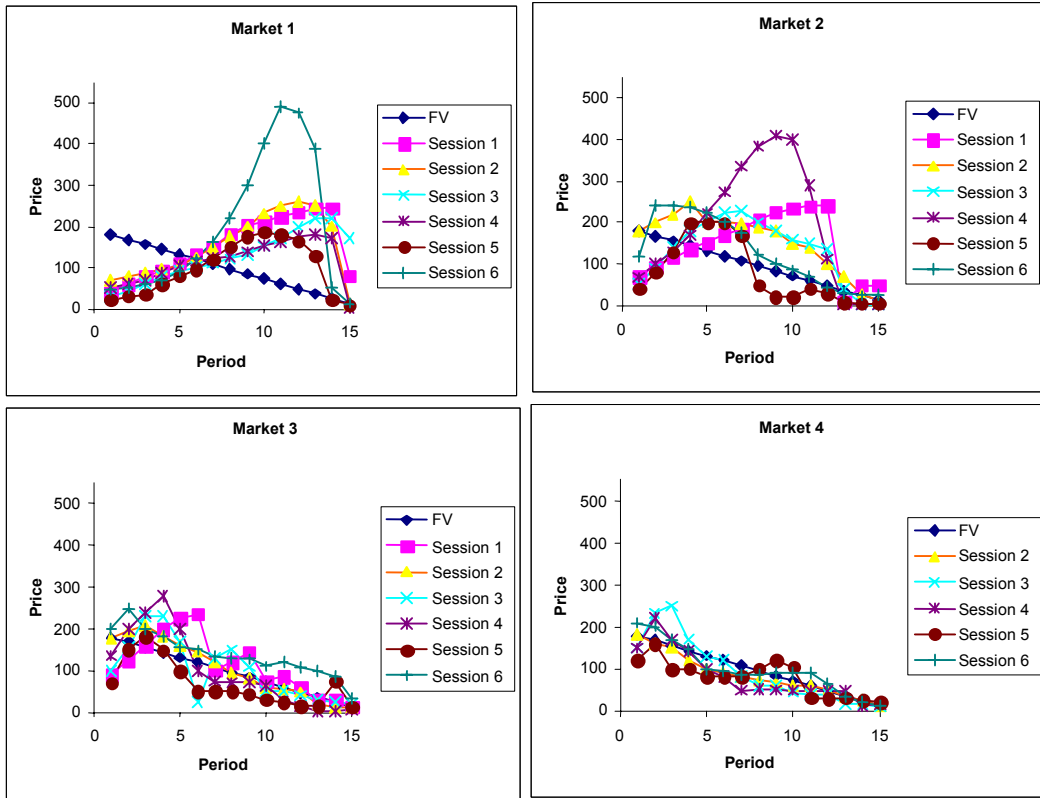 Market 1
500
400
300
200
100
0
Price
0 5 10 15
Period
FV
Session 1
Session 2
Session 3
Session 4
Session 5
Session 6
Market 2
500
400
300
200
100
0
Price
0 5 10 15
Period
FV
Session 1
Session 2
Session 3
Session 4
Session 5
Session 6
Market 3
500
400
300
200
100
0
Price
0 5 10 15
Period
FV
Session 1
Session 2
Session 3
Session 4
Session 5
Session 6
Market 4
500
400
300
200
100
0
Price
0 5 10 15
Period
FV
Session 2
Session 3
Session 4
Session 5
Session 6